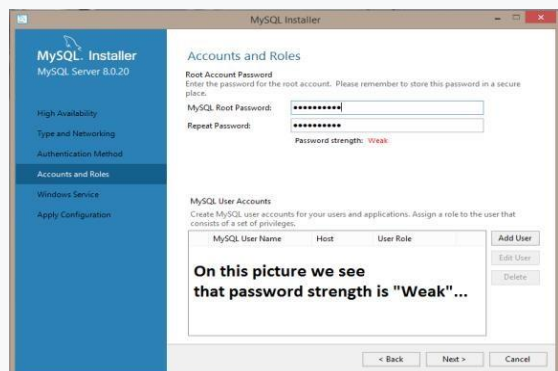 MySQL Installer
MySQL. Installer
MySQL Server 8.0.20
High Availability
Type and Networking
Authentication Method
Accounts and Roles
Windows Service
Apply Configuration
Accounts and Roles
Root Account Password
Enter the password for the root account. Please remember to store this password in a secure
place.
MySQL Root Password:
Repeat Password:
Password strength: Weak
MySQL User Accounts
Create MySQL user accounts for your users and applications. Assign a role to the user that
consists of a set of privileges.
MySQL User Name Host User Role
Add User
Edit User
Delete
On this picture we see
that password strength is "Weak"...
< Back Next > Cancel